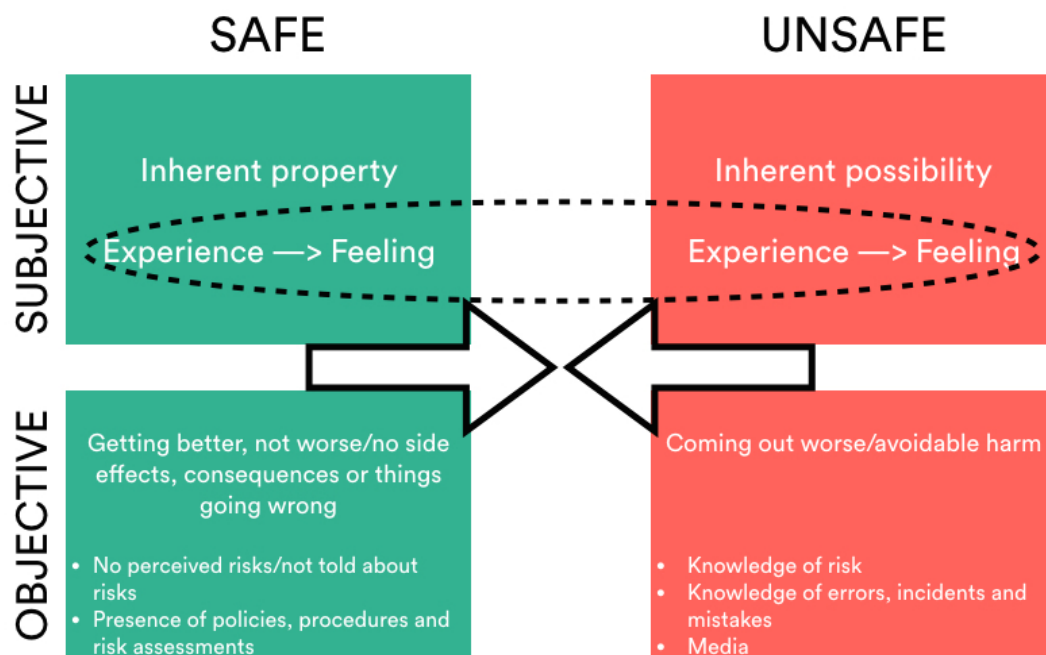 SAFE
UNSAFE
SUBJECTIVE
Inherent property
Experience —> Feeling
Inherent possibility
Experience —> Feeling
OBJECTIVE
Getting better, not worse/no side
effects, consequences or things
going wrong
• No perceived risks/not told about
risks
• Presence of policies, procedures and
risk assessments
Coming out worse/avoidable harm
• Knowledge of risk
• Knowledge of errors, incidents and
mistakes
• Media